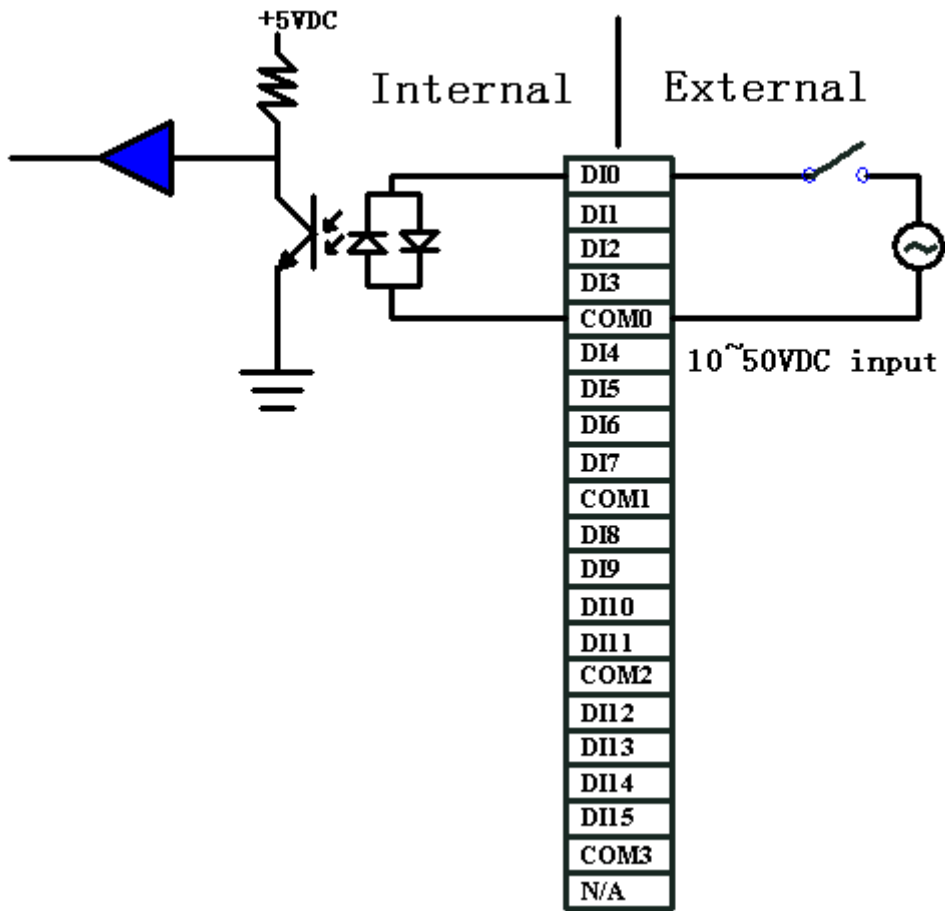 +5VDC
Internal
External
DI0
DI1
DI2
DI3
COM0
10~50VDC input
DI4
DI5
DI6
DI7
COM1
DI8
DI9
DI10
DI11
COM2
DI12
DI13
DI14
DI15
COM3
N/A